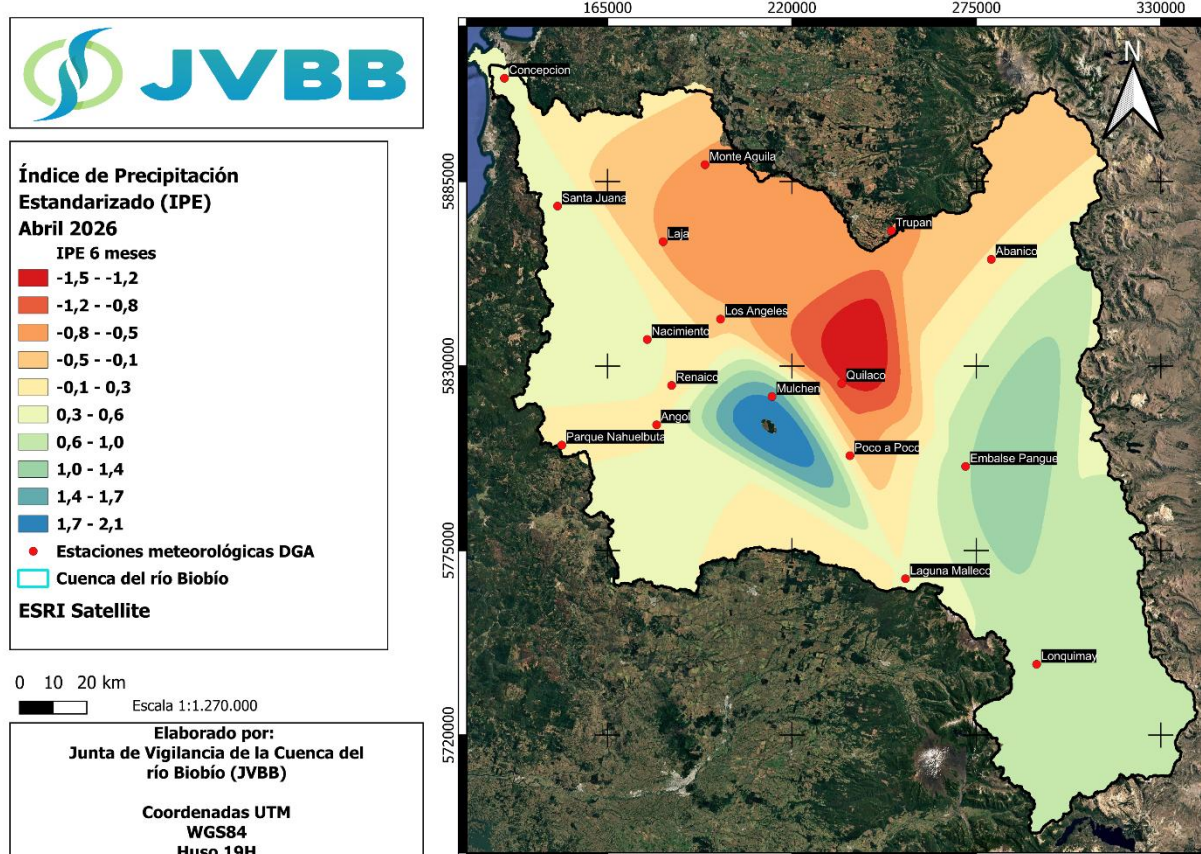 JVBB
Índice de Precipitación
Estandarizado (IPE)
Abril 2026
IPE 6 meses
-1,5 - -1,2
-1,2 - -0,8
-0,8 - -0,5
-0,5 - -0,1
-0,1 - 0,3
0,3 - 0,6
0,6 - 1,0
1,0 - 1,4
1,4 - 1,7
1,7 - 2,1
Estaciones meteorológicas DGA
Cuenca del río Biobío
ESRI Satellite
0 10 20 km
Escala 1:1.270.000
Elaborado por:
Junta de Vigilancia de la Cuenca del
río Biobío (JVBB)
Coordenadas UTM
WGS84
Huso 19H
165000 220000 275000 330000
N
5885000
5830000
5775000
5720000
Concepcion
Monte Aguila
Santa Juana
Trupan
Laja
Abanico
Los Angeles
Nacimiento
Renaico
Quilaco
Mulchen
Angol
Parque Nahuelbuta
Poco a Poco
Embalse Pangue
Laguna Malleco
Lonquimay